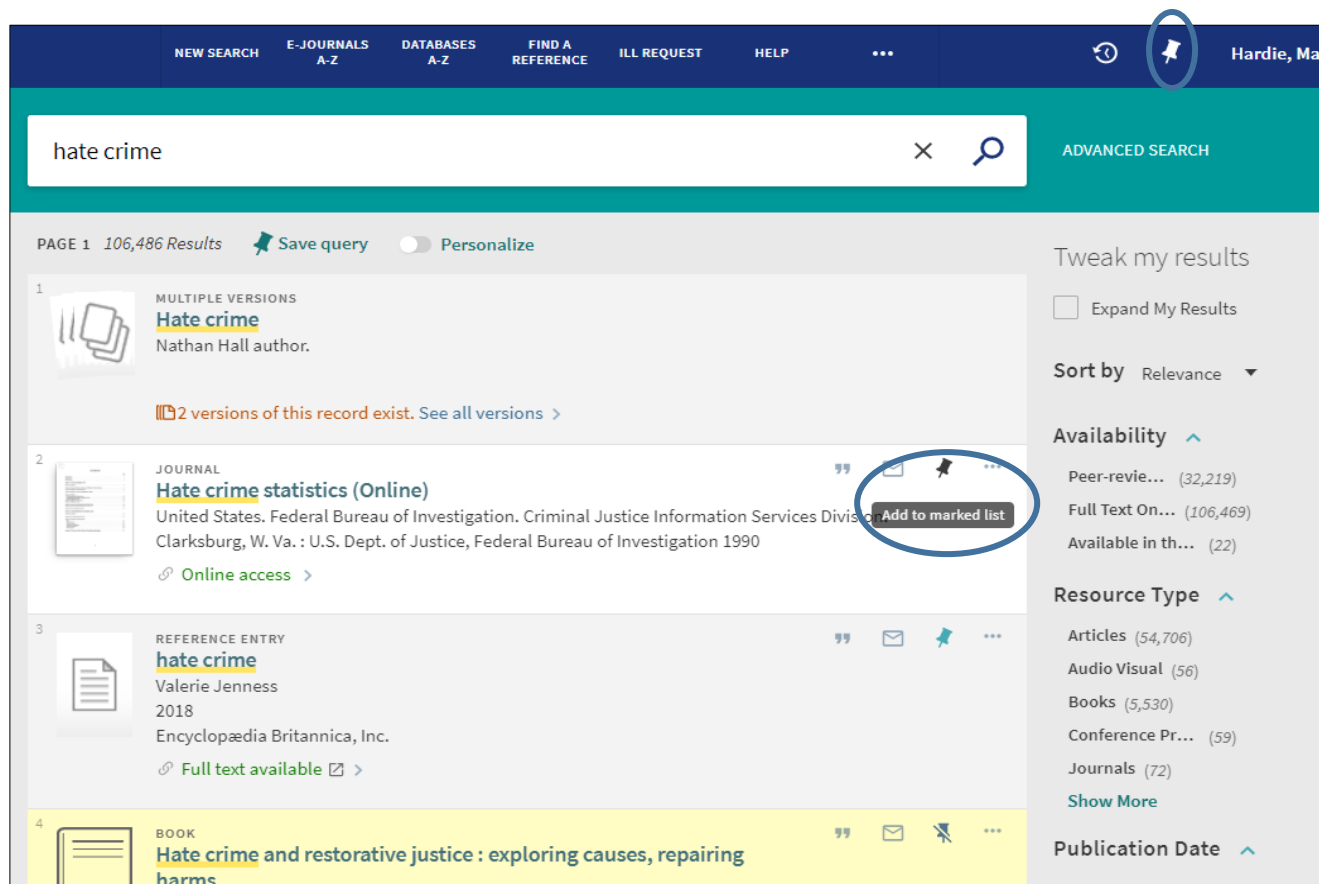 NEW SEARCH
E-JOURNALS
A-Z
DATABASES
A-Z
FIND A
REFERENCE
ILL REQUEST
HELP
•••
Hardie, Ma
hate crime
ADVANCED SEARCH
PAGE 1 106,486 Results Save query Personalize
1
MULTIPLE VERSIONS
Hate crime
Nathan Hall author.
2 versions of this record exist. See all versions >
2
JOURNAL
Hate crime statistics (Online)
United States. Federal Bureau of Investigation. Criminal Justice Information Services Division.
Add to marked list
Clarksburg, W. Va. : U.S. Dept. of Justice, Federal Bureau of Investigation 1990
Online access >
3
REFERENCE ENTRY
hate crime
Valerie Jenness
2018
Encyclopædia Britannica, Inc.
Full text available >
4
BOOK
Hate crime and restorative justice : exploring causes, repairing
harms
Tweak my results
Expand My Results
Sort by Relevance
Availability
Peer-revie... (32,219)
Full Text On... (106,469)
Available in th... (22)
Resource Type
Articles (54,706)
Audio Visual (56)
Books (5,530)
Conference Pr... (59)
Journals (72)
Show More
Publication Date